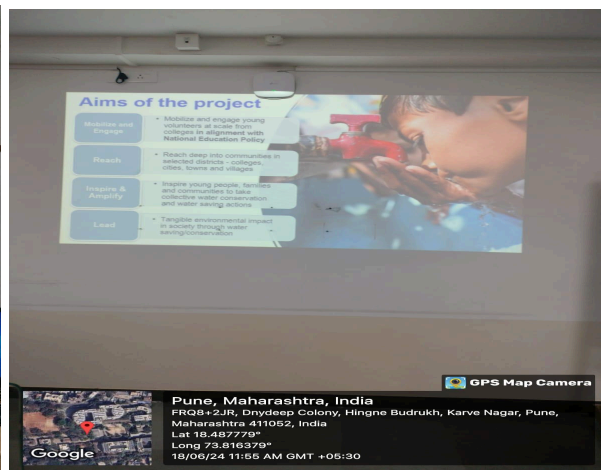 Aims of the project
Mobilize and
Engage
• Mobilize and engage young
volunteers at scale from
colleges in alignment with
National Education Policy
Reach
• Reach deep into communities in
selected districts - colleges,
cities, towns and villages
Inspire &
Amplify
• Inspire young people, families
and communities to take
collective water conservation
and water saving actions
Lead
• Tangible environmental impact
in society through water
saving/conservation
GPS Map Camera
Pune, Maharashtra, India
FRQ8+2JR, Dnydeep Colony, Hingne Budrukh, Karve Nagar, Pune,
Maharashtra 411052, India
Lat 18.487779°
Long 73.816379°
18/06/24 11:55 AM GMT +05:30
Google